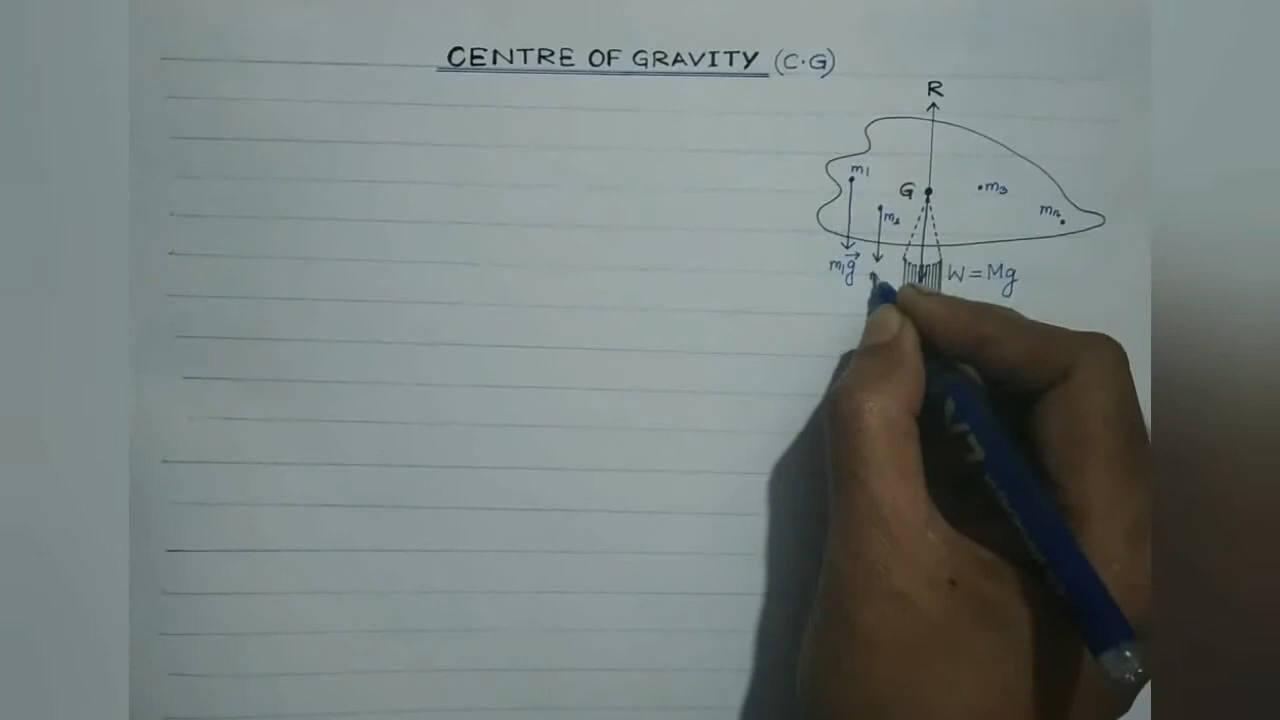 CENTRE OF GRAVITY (C.G)
R
m1
G
m3
m2
mn
m1g⃗
W = Mg